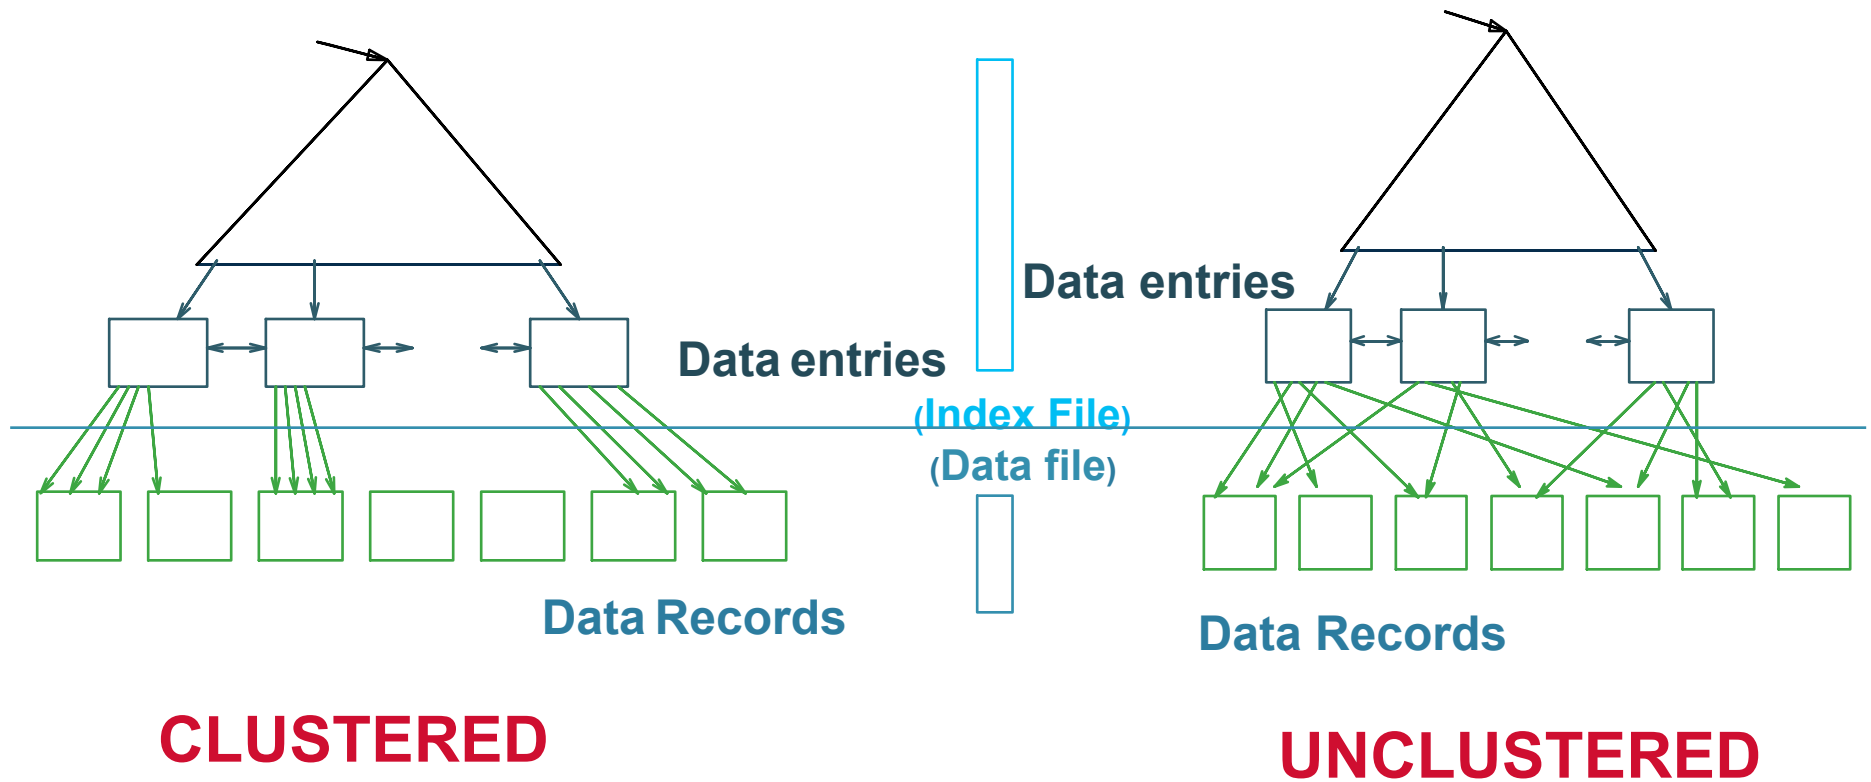 Data entries
Data entries
(Index File)
(Data file)
Data Records
Data Records
CLUSTERED
UNCLUSTERED